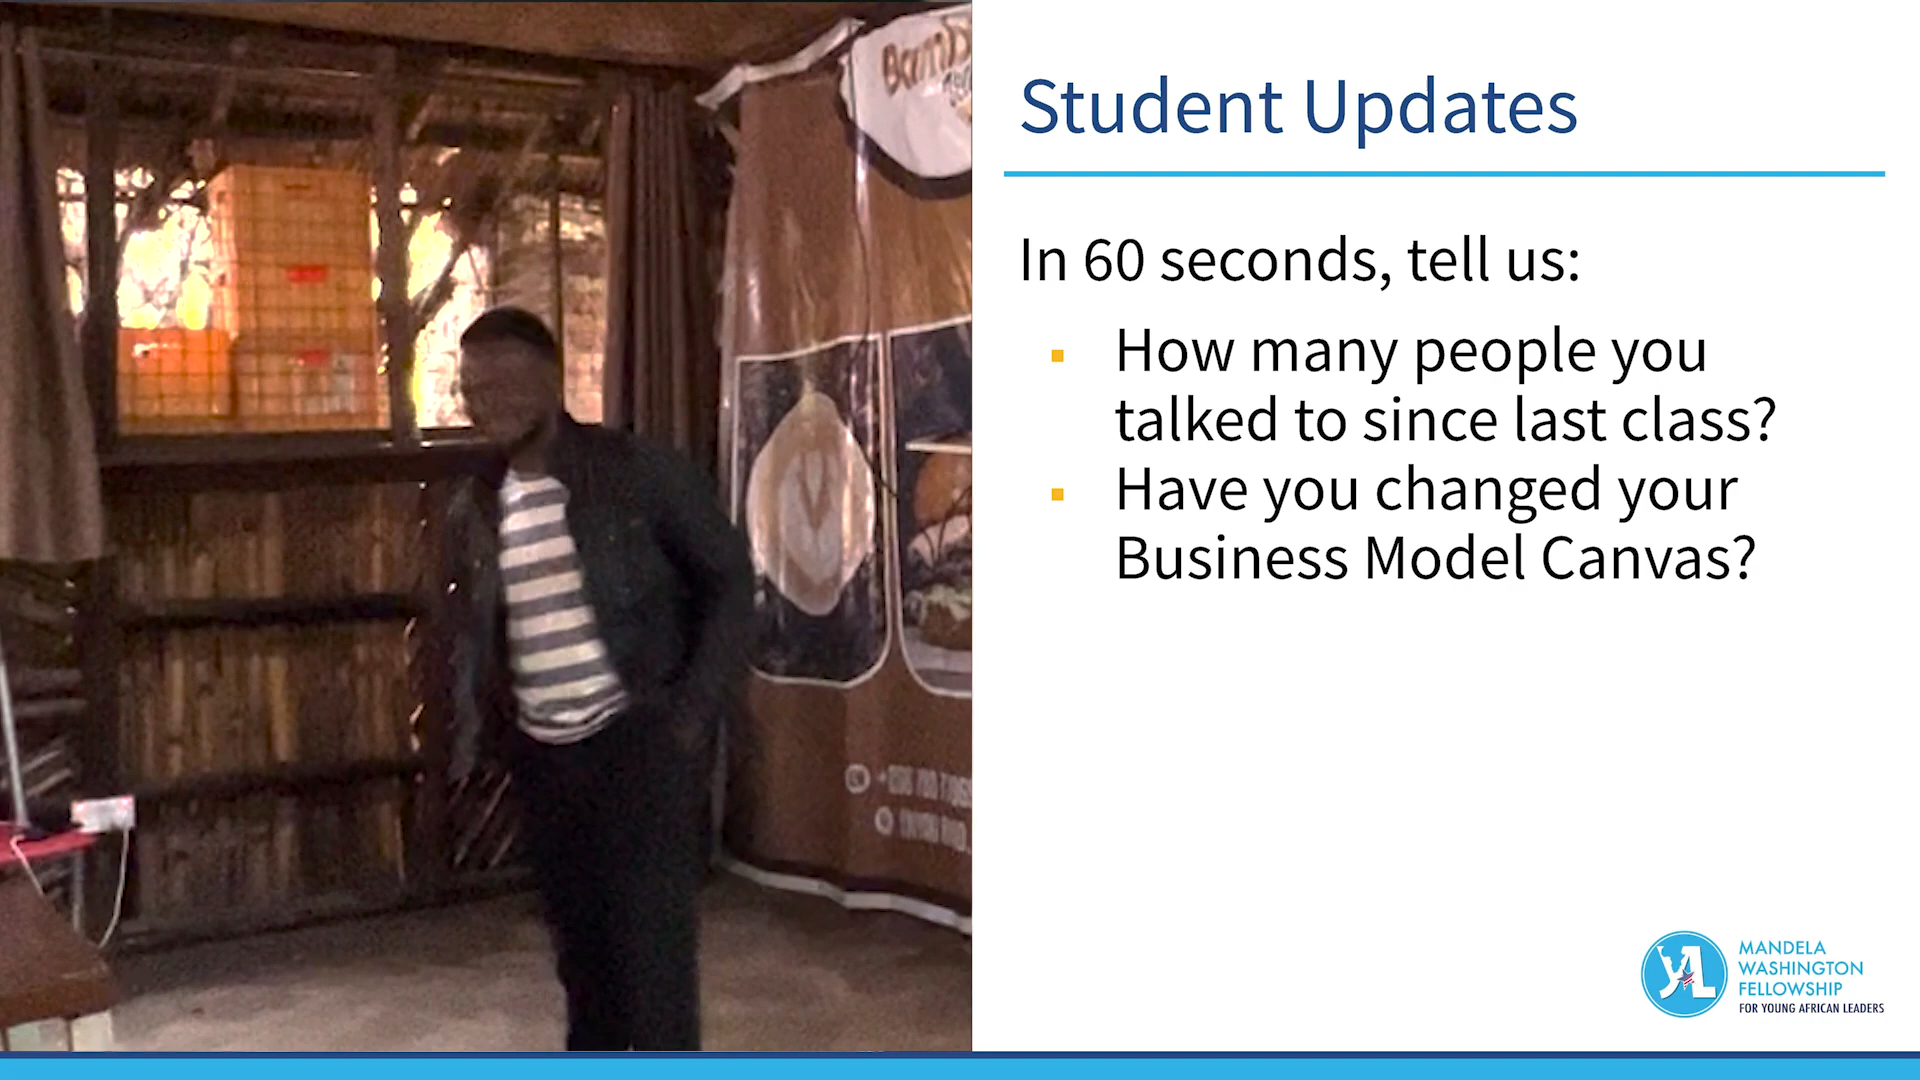 Student Updates
In 60 seconds, tell us:
▪ How many people you
talked to since last class?
▪ Have you changed your
Business Model Canvas?
YAL
MANDELA
WASHINGTON
FELLOWSHIP
FOR YOUNG AFRICAN LEADERS